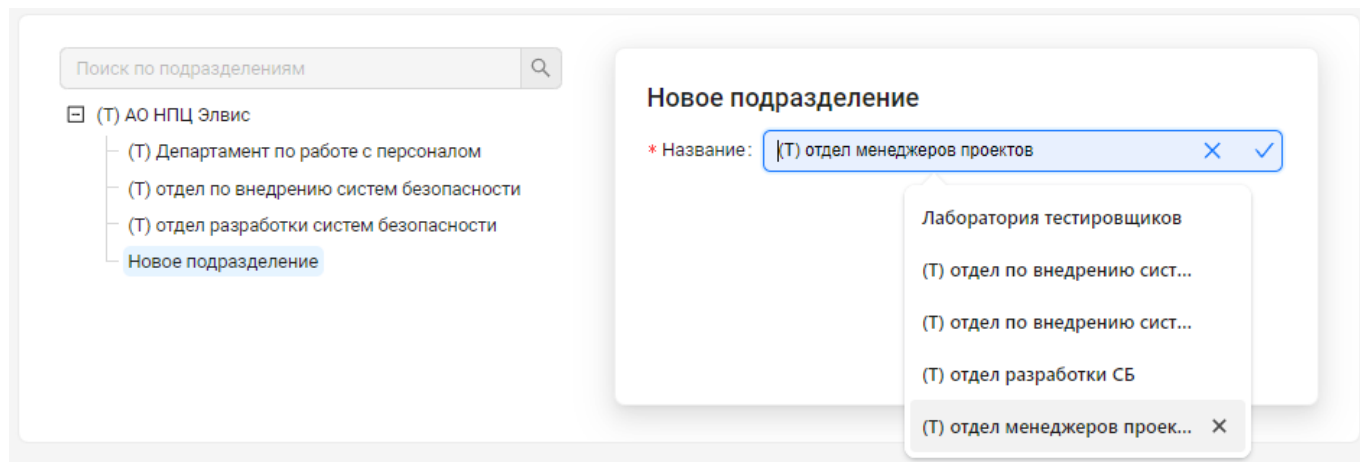 Поиск по подразделениям
(Т) АО НПЦ Элвис
(Т) Департамент по работе с персоналом
(Т) отдел по внедрению систем безопасности
(Т) отдел разработки систем безопасности
Новое подразделение
Новое подразделение
* Название: (Т) отдел менеджеров проектов
Лаборатория тестировщиков
(Т) отдел по внедрению сист...
(Т) отдел по внедрению сист...
(Т) отдел разработки СБ
(Т) отдел менеджеров проек...